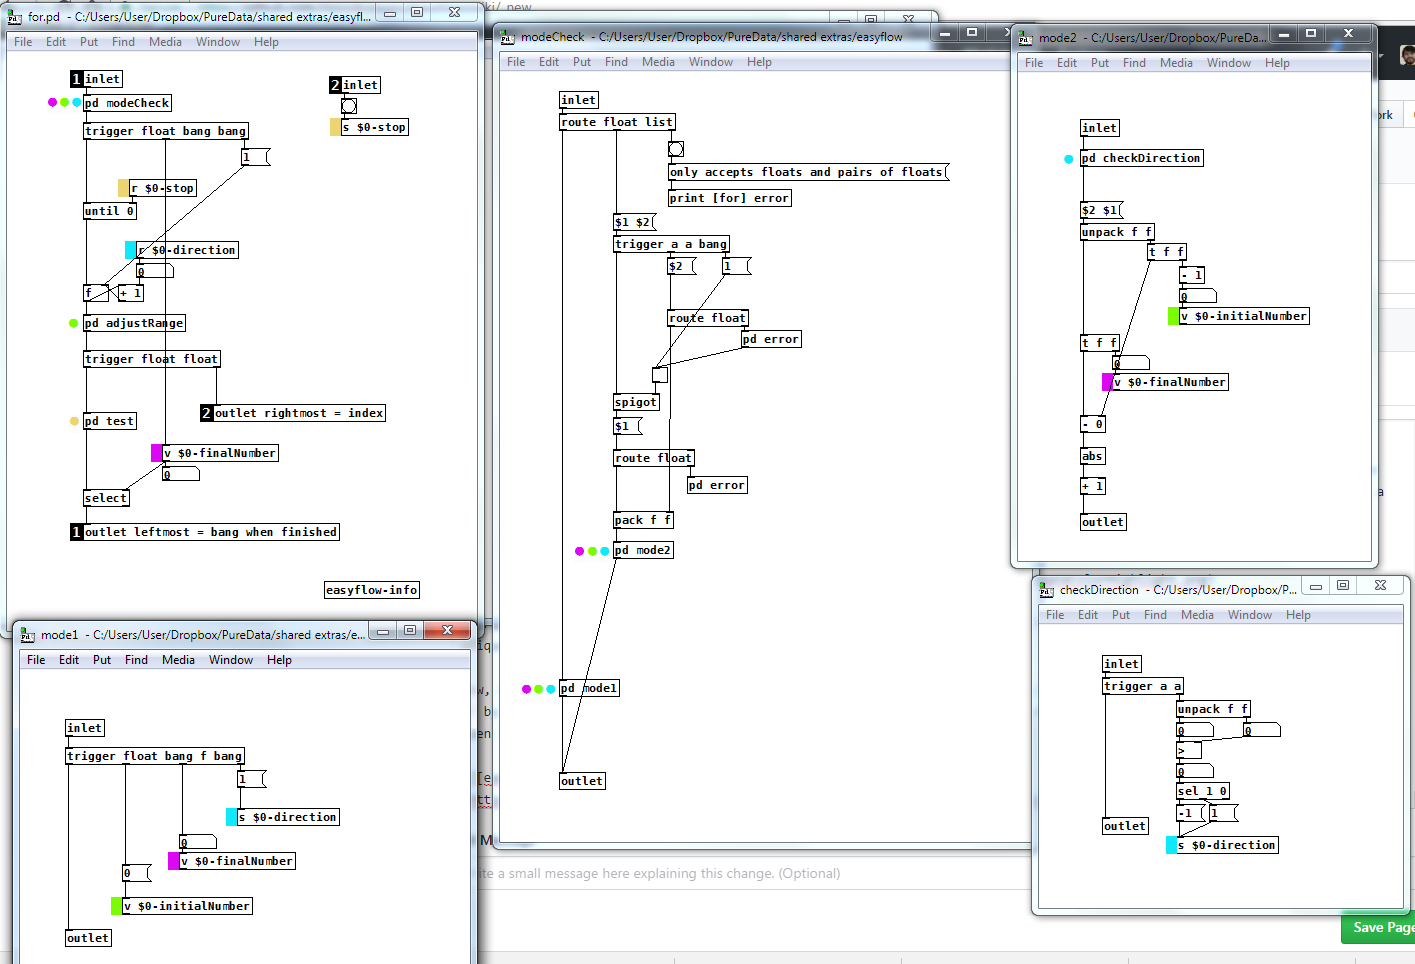 for.pd - C:/Users/User/Dropbox/PureData/shared extras/easyfl...
File Edit Put Find Media Window Help
1 inlet
pd modeCheck
trigger float bang bang
1
r $0-stop
until 0
r $0-direction
0
f
+ 1
pd adjustRange
trigger float float
2 outlet rightmost = index
pd test
v $0-finalNumber
0
select
1 outlet leftmost = bang when finished
easyflow-info
2 inlet
s $0-stop
modeCheck - C:/Users/User/Dropbox/PureData/shared extras/easyflow
File Edit Put Find Media Window Help
inlet
route float list
only accepts floats and pairs of floats
print [for] error
$1 $2
trigger a a bang
$2
1
route float
pd error
spigot
$1
route float
pd error
pack f f
pd mode2
pd mode1
outlet
mode2 - C:/Users/User/Dropbox/PureDa...
File Edit Put Find Media Window Help
inlet
pd checkDirection
$2 $1
unpack f f
t f f
- 1
0
v $0-initialNumber
t f f
0
v $0-finalNumber
- 0
abs
+ 1
outlet
mode1 - C:/Users/User/Dropbox/PureData/shared extras/e...
File Edit Put Find Media Window Help
inlet
trigger float bang f bang
1
s $0-direction
0
v $0-finalNumber
0
v $0-initialNumber
outlet
checkDirection - C:/Users/User/Dropbox/P...
File Edit Put Find Media Window Help
inlet
trigger a a
unpack f f
0
0
>
0
sel 1 0
-1
1
outlet
s $0-direction
ite a small message here explaining this change. (Optional)
Save Page